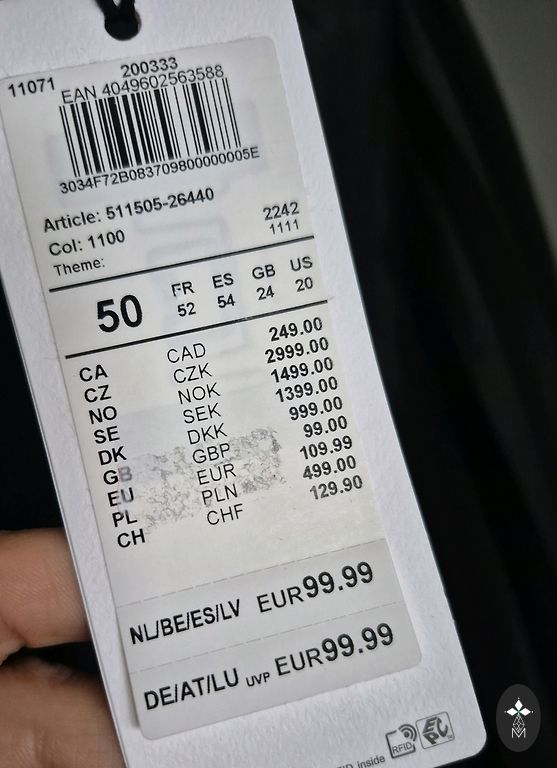 200333
11071
EAN 4049602563588
3034F72B083709800000005E
Article: 511505-26440
Col: 1100 2242
Theme: 1111
50 FR 52 ES 54 GB 24 US 20
CA CAD 249.00
CZ CZK 2999.00
NO NOK 1499.00
SE SEK 1399.00
DK DKK 999.00
GB GBP 99.00
EU EUR 109.99
PL PLN 499.00
CH CHF 129.90
NL/BE/ES/LV EUR99.99
DE/AT/LU UVP EUR99.99
inside RFID EPC